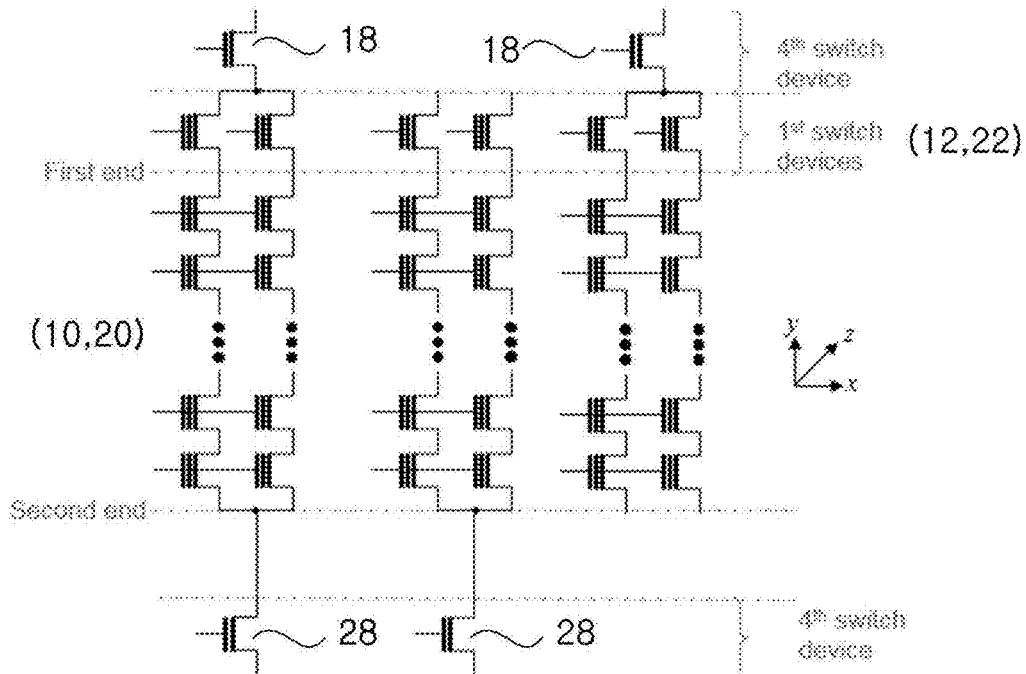 18
18
4th switch
device
1st switch
devices
(12,22)
First end
(10,20)
y
z
x
Second end
28
28
4th switch
device